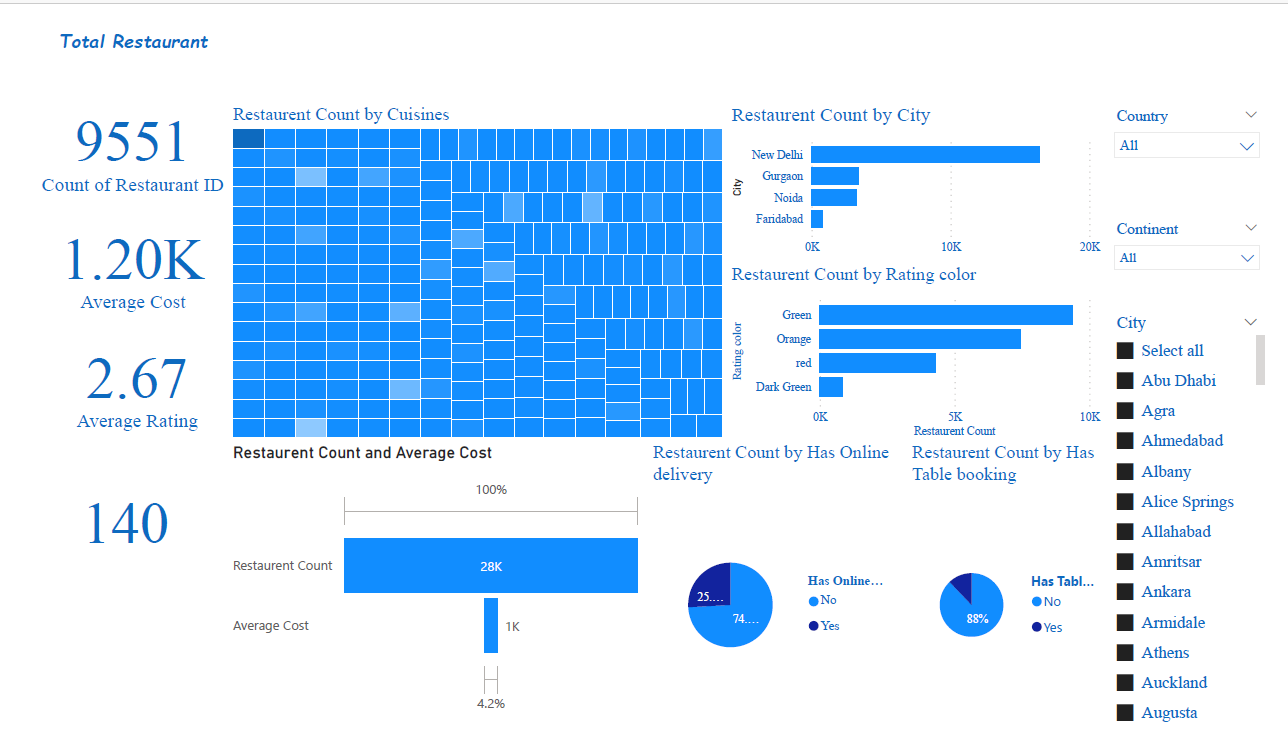 Total Restaurant
9551
Count of Restaurant ID
1.20K
Average Cost
2.67
Average Rating
140
Restaurent Count by Cuisines
Restaurent Count by City
City
New Delhi
Gurgaon
Noida
Faridabad
0K 10K 20K
Restaurent Count by Rating color
Rating color
Green
Orange
red
Dark Green
0K 5K 10K
Restaurent Count
Restaurent Count and Average Cost
100%
Restaurent Count
28K
Average Cost
1K
4.2%
Restaurent Count by Has Online
delivery
25....
74....
Has Online...
No
Yes
Restaurent Count by Has
Table booking
88%
Has Tabl...
No
Yes
Country
All
Continent
All
City
Select all
Abu Dhabi
Agra
Ahmedabad
Albany
Alice Springs
Allahabad
Amritsar
Ankara
Armidale
Athens
Auckland
Augusta